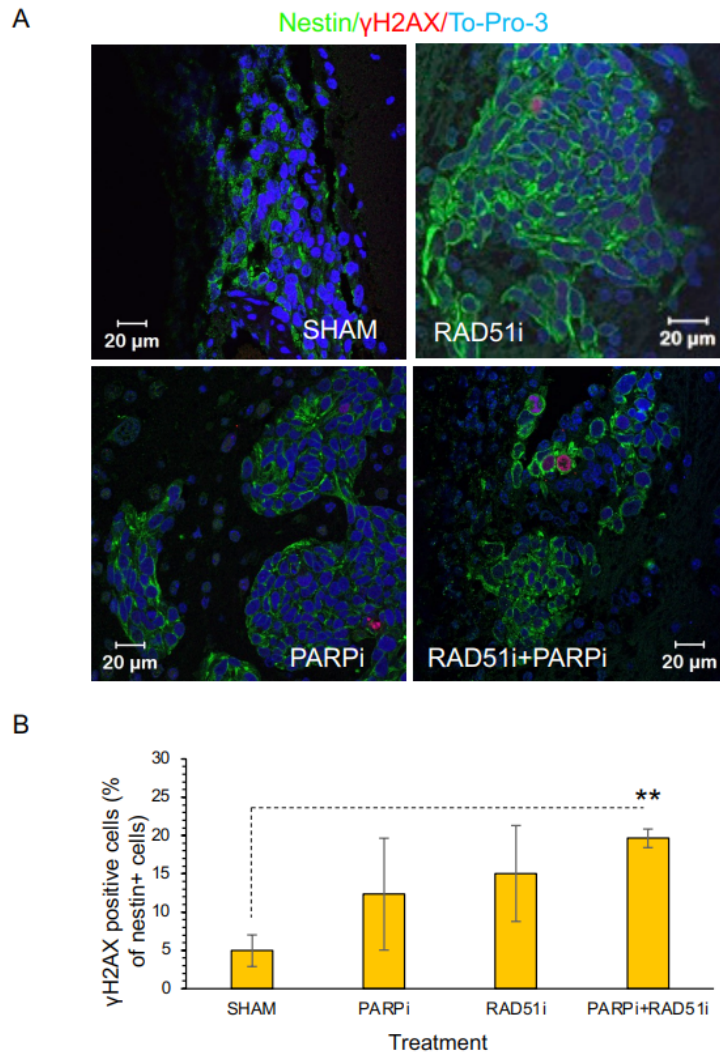 A
Nestin/γH2AX/To-Pro-3
20 μm
SHAM
RAD51i
20 μm
20 μm
PARPi
RAD51i+PARPi
20 μm
B
γH2AX positive cells (%
of nestin+ cells)
30
25
20
15
10
5
0
**
SHAM
PARPi
RAD51i
PARPi+RAD51i
Treatment